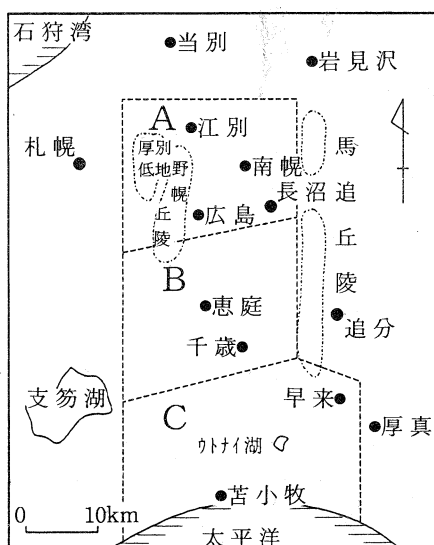 石狩湾
当別
岩見沢
A
江別
札幌
厚別
低地
野幌
丘陵
南幌
馬追
丘陵
長沼
広島
B
恵庭
千歳
追分
支笏湖
早来
C
厚真
ウトナイ湖
苫小牧
0 10km
太平洋